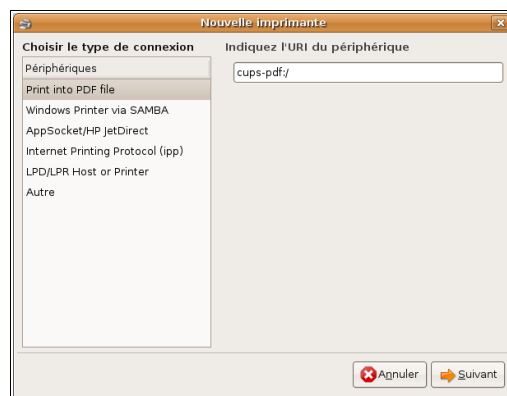 Nouvelle imprimante
Choisir le type de connexion
Périphériques
Print into PDF file
Windows Printer via SAMBA
AppSocket/HP JetDirect
Internet Printing Protocol (ipp)
LPD/LPR Host or Printer
Autre
Indiquez l'URI du périphérique
cups-pdf:/
Annuler
Suivant